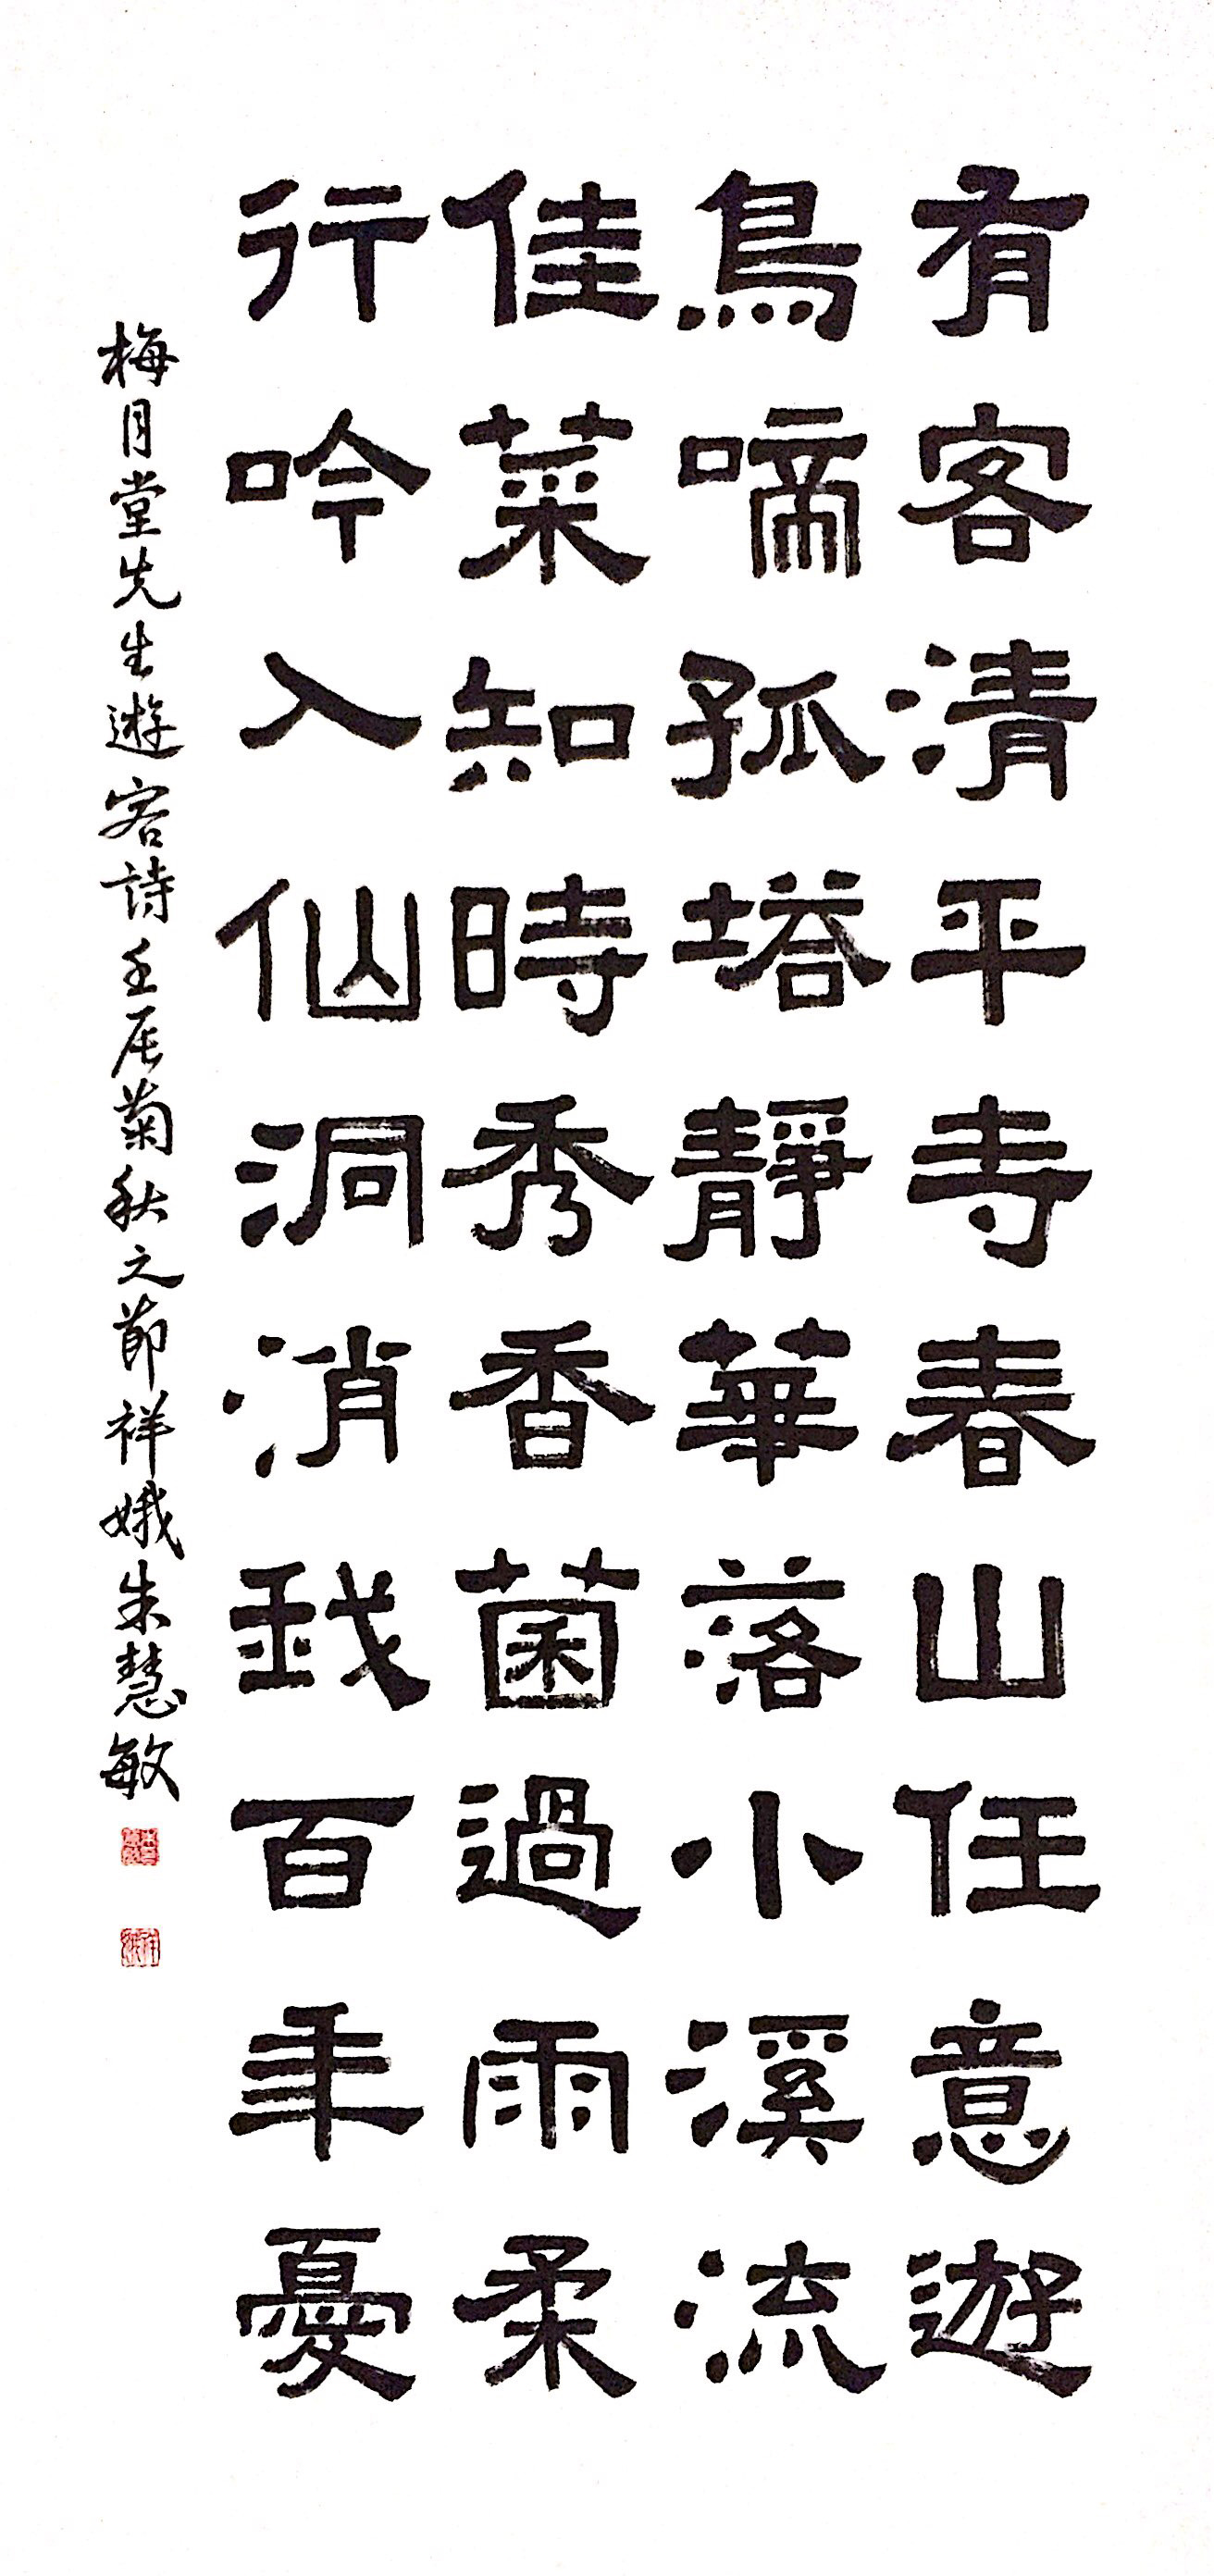 有客清平寺春山任意遊
鳥啼孤塔靜華落小溪流
佳菜知時秀香菌過雨柔
行吟入仙洞消我百年憂
梅月堂先生遊客詩壬辰菊秋之節祥娥朱慧敏